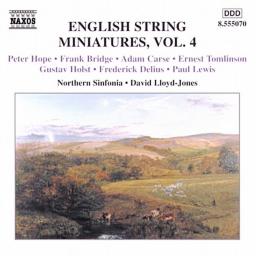 NAXOS
DDD
8.555070
ENGLISH STRING
MINIATURES, VOL. 4
Peter Hope • Frank Bridge • Adam Carse • Ernest Tomlinson
Gustav Holst • Frederick Delius • Paul Lewis
Northern Sinfonia • David Lloyd-Jones